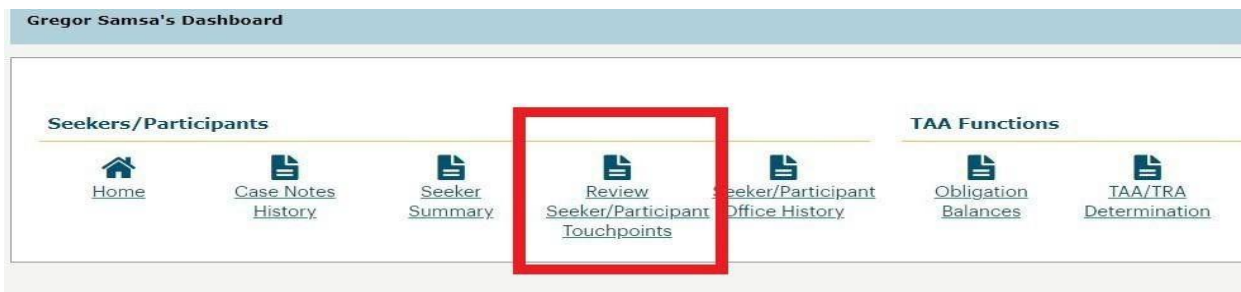 Gregor Samsa's Dashboard
Seekers/Participants
Home
Case Notes
History
Seeker
Summary
Review
Seeker/Participant
Touchpoints
Seeker/Participant
Office History
TAA Functions
Obligation
Balances
TAA/TRA
Determination